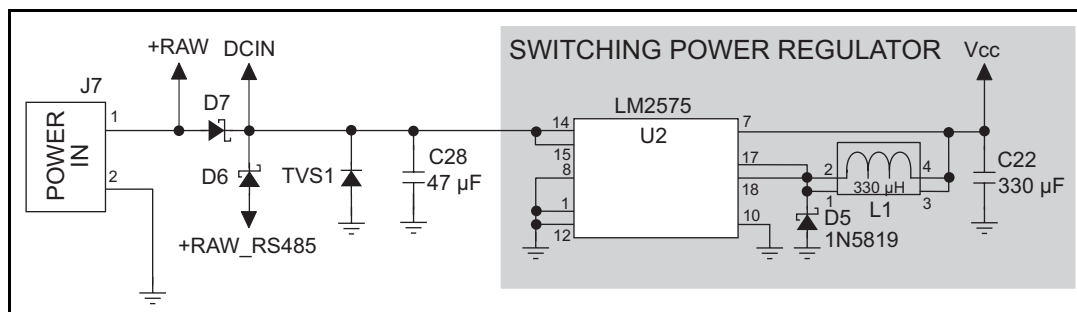 +RAW DCIN
SWITCHING POWER REGULATOR
Vcc
J7
POWER
IN
1
2
D7
D6
+RAW_RS485
TVS1
C28
47 µF
LM2575
U2
14
15
8
1
12
7
17
18
10
2
4
330 µH
1
3
L1
D5
1N5819
C22
330 µF